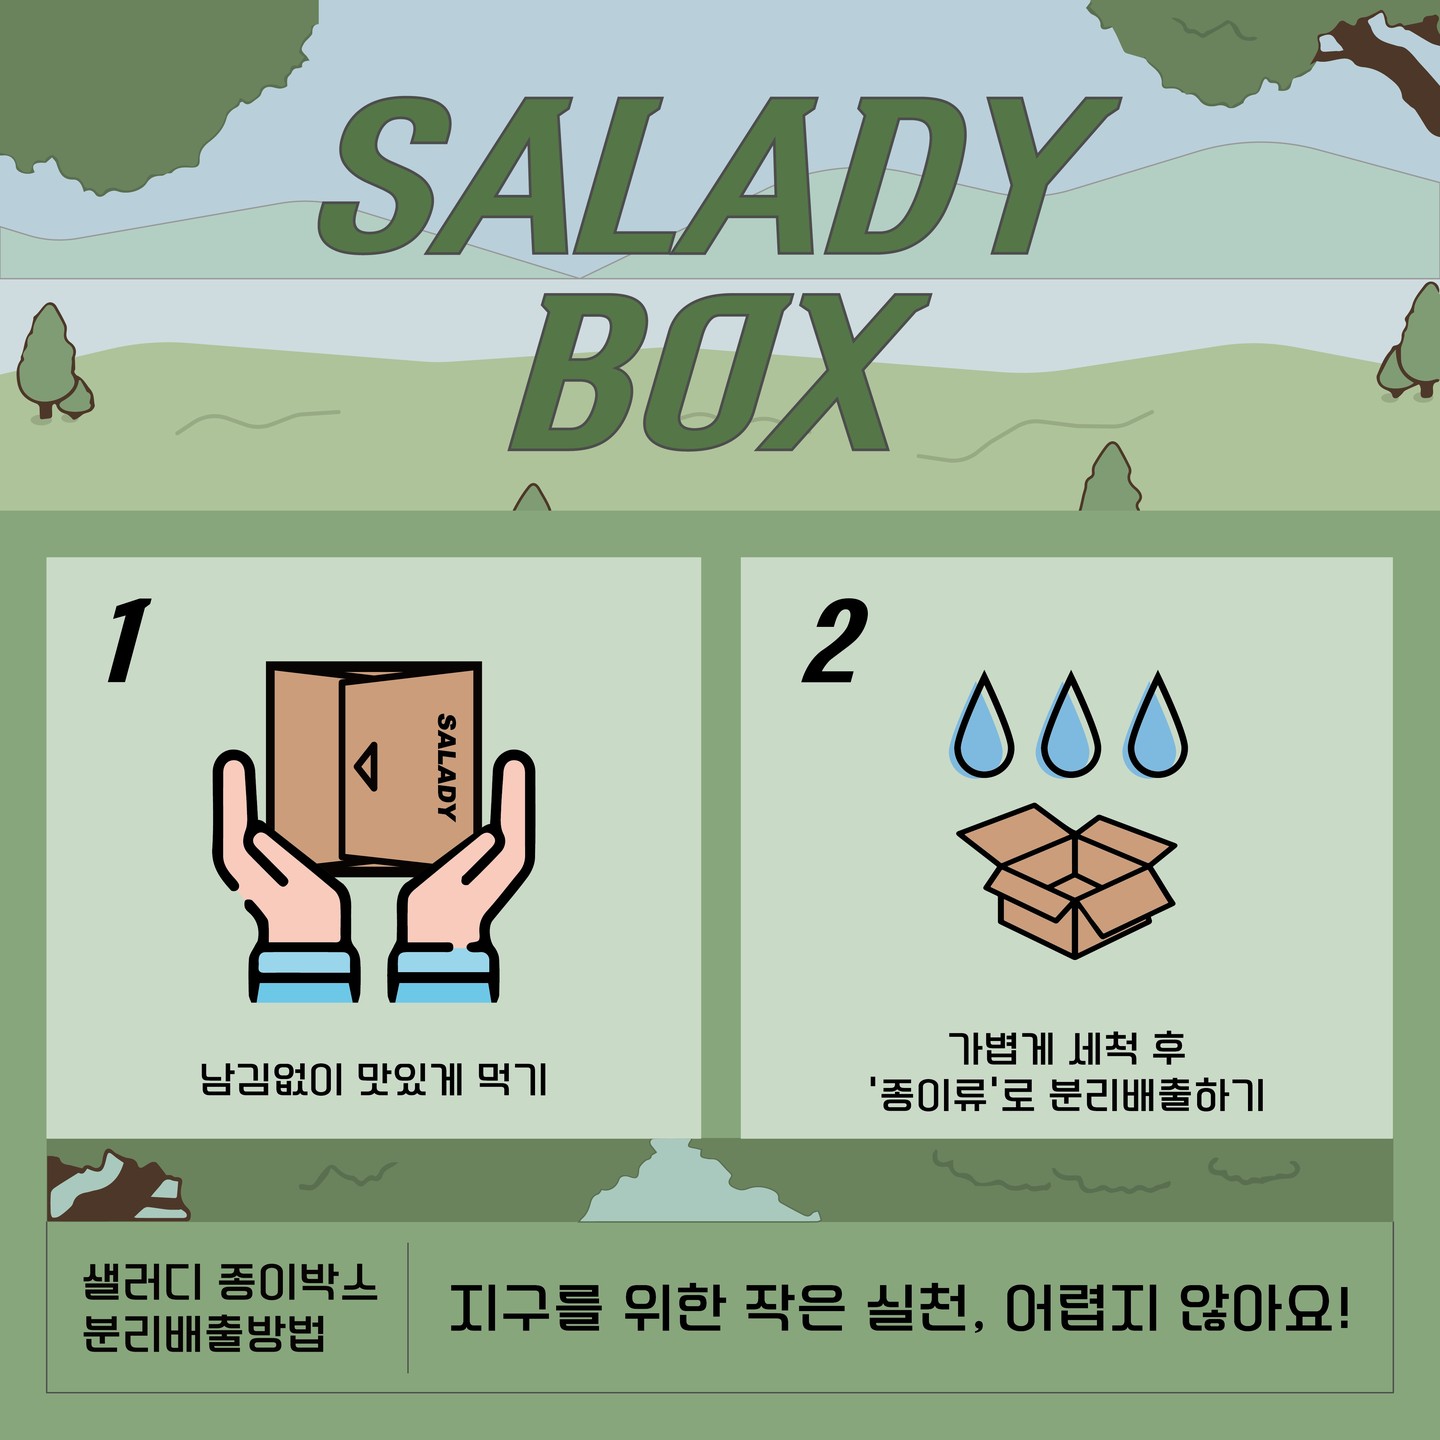 SALADY
BOX
1
SALADY
남김없이 맛있게 먹기
2
가볍게 세척 후
'종이류'로 분리배출하기
샐러디 종이박스
분리배출방법
지구를 위한 작은 실천, 어렵지 않아요!